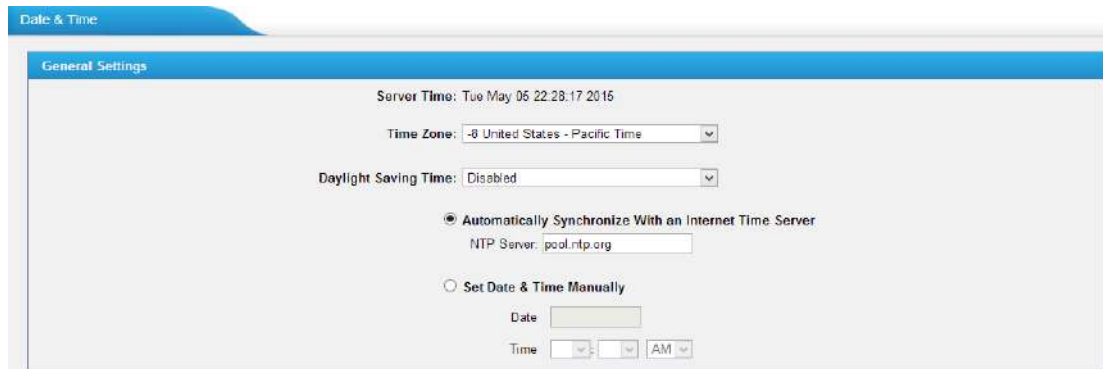 Date & Time
General Settings
Server Time: Tue May 05 22:28:17 2015
Time Zone: -8 United States - Pacific Time
Daylight Saving Time: Disabled
Automatically Synchronize With an Internet Time Server
NTP Server: pool.ntp.org
Set Date & Time Manually
Date
Time : AM